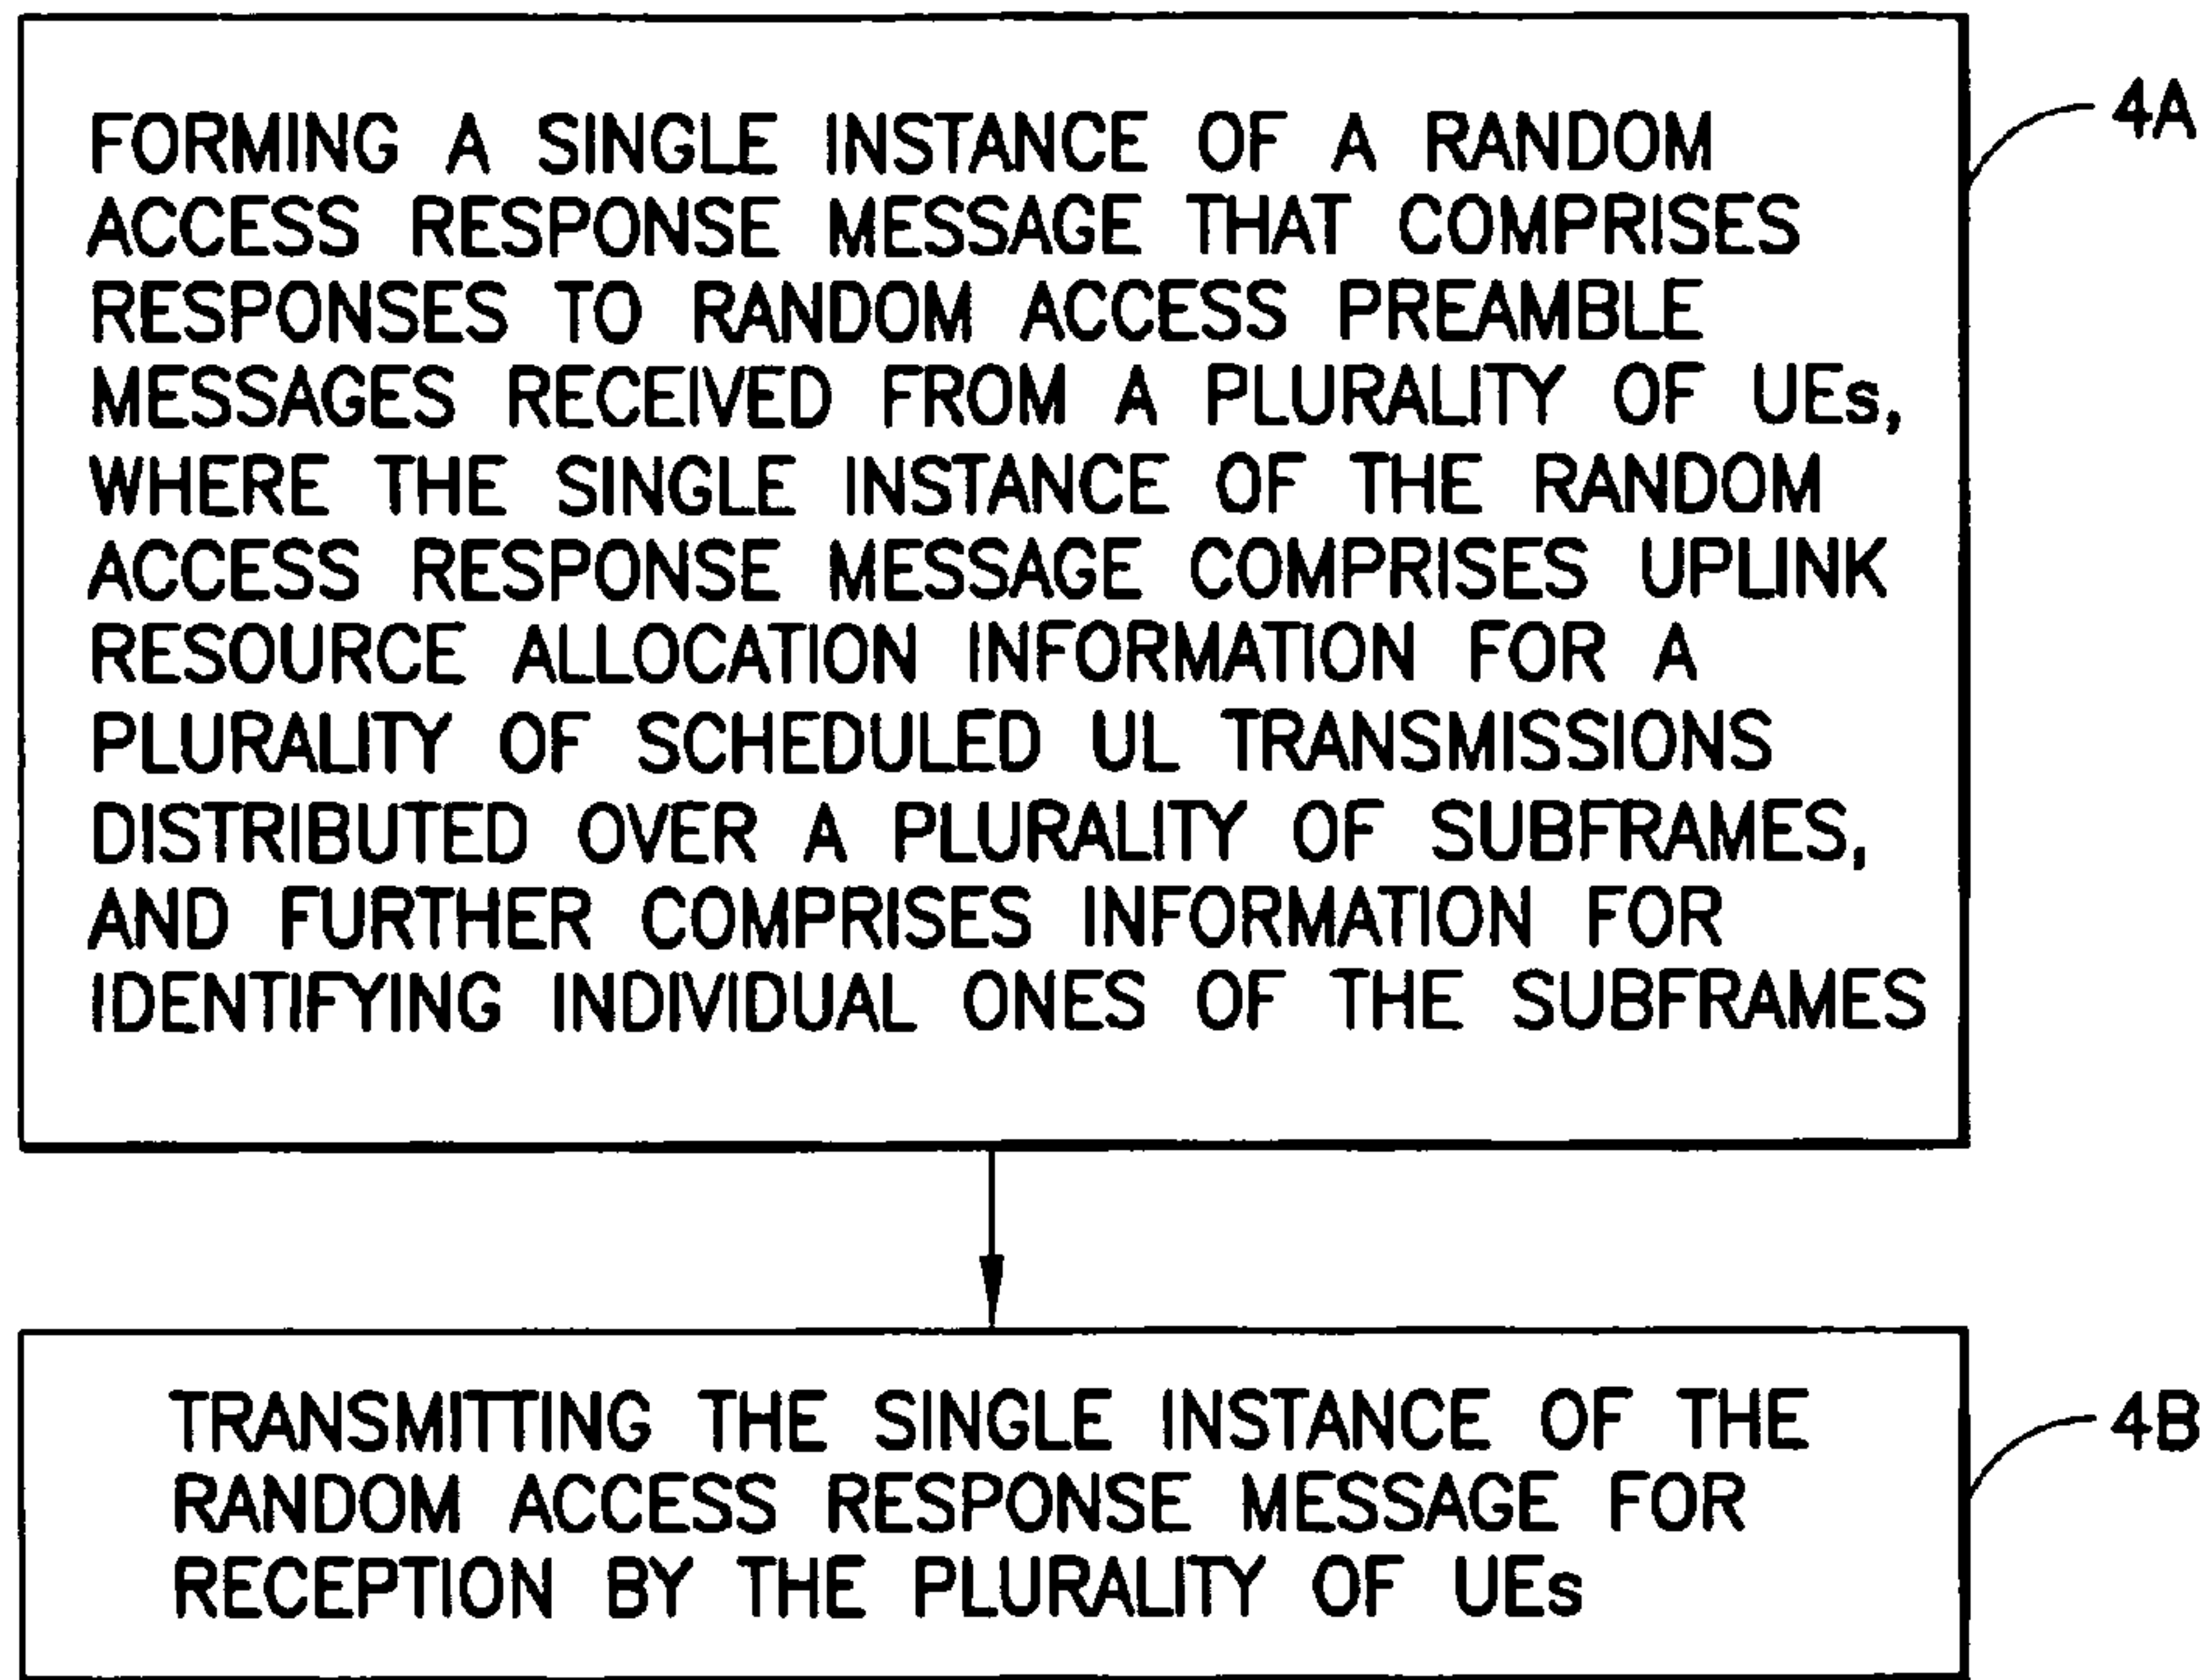 FORMING A SINGLE INSTANCE OF A RANDOM
ACCESS RESPONSE MESSAGE THAT COMPRISES
RESPONSES TO RANDOM ACCESS PREAMBLE
MESSAGES RECEIVED FROM A PLURALITY OF UEs,
WHERE THE SINGLE INSTANCE OF THE RANDOM
ACCESS RESPONSE MESSAGE COMPRISES UPLINK
RESOURCE ALLOCATION INFORMATION FOR A
PLURALITY OF SCHEDULED UL TRANSMISSIONS
DISTRIBUTED OVER A PLURALITY OF SUBFRAMES,
AND FURTHER COMPRISES INFORMATION FOR
IDENTIFYING INDIVIDUAL ONES OF THE SUBFRAMES
4A
TRANSMITTING THE SINGLE INSTANCE OF THE
RANDOM ACCESS RESPONSE MESSAGE FOR
RECEPTION BY THE PLURALITY OF UEs
4B